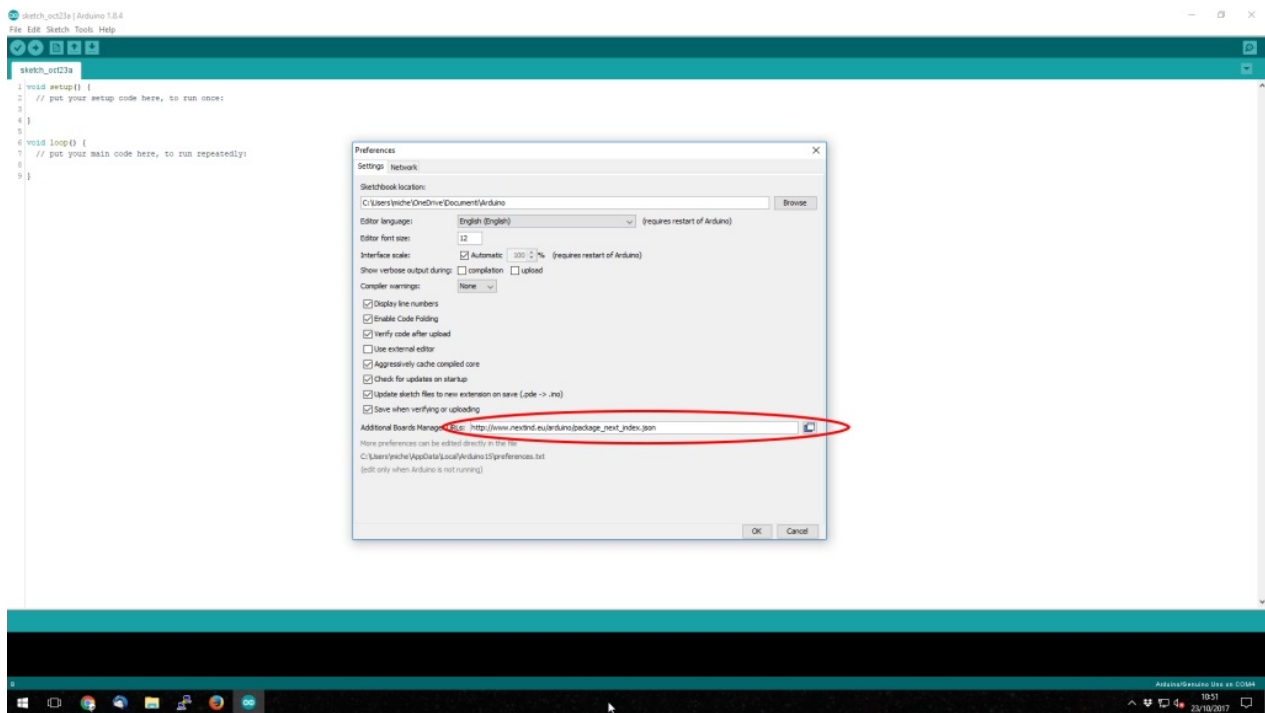 sketch_oct23a | Arduino 1.8.4
File Edit Sketch Tools Help
sketch_oct23a
1 void setup() {
2 // put your setup code here, to run once:
3
4 }
5
6 void loop() {
7 // put your main code here, to run repeatedly:
8
9 }
Preferences
Settings Network
Sketchbook location:
C:\Users\miche\OneDrive\Documenti\Arduino Browse
Editor language: English (English) (requires restart of Arduino)
Editor font size: 12
Interface scale: Automatic 100 % (requires restart of Arduino)
Show verbose output during: compilation upload
Compiler warnings: None
Display line numbers
Enable Code Folding
Verify code after upload
Use external editor
Aggressively cache compiled core
Check for updates on startup
Update sketch files to new extension on save (.pde -> .ino)
Save when verifying or uploading
Additional Boards Manager URLs: http://www.nextind.eu/arduino/package_next_index.json
More preferences can be edited directly in the file
C:\Users\miche\AppData\Local\Arduino15\preferences.txt
(edit only when Arduino is not running)
OK Cancel
Arduino/Genuino Uno on COM4
10:51
23/10/2017